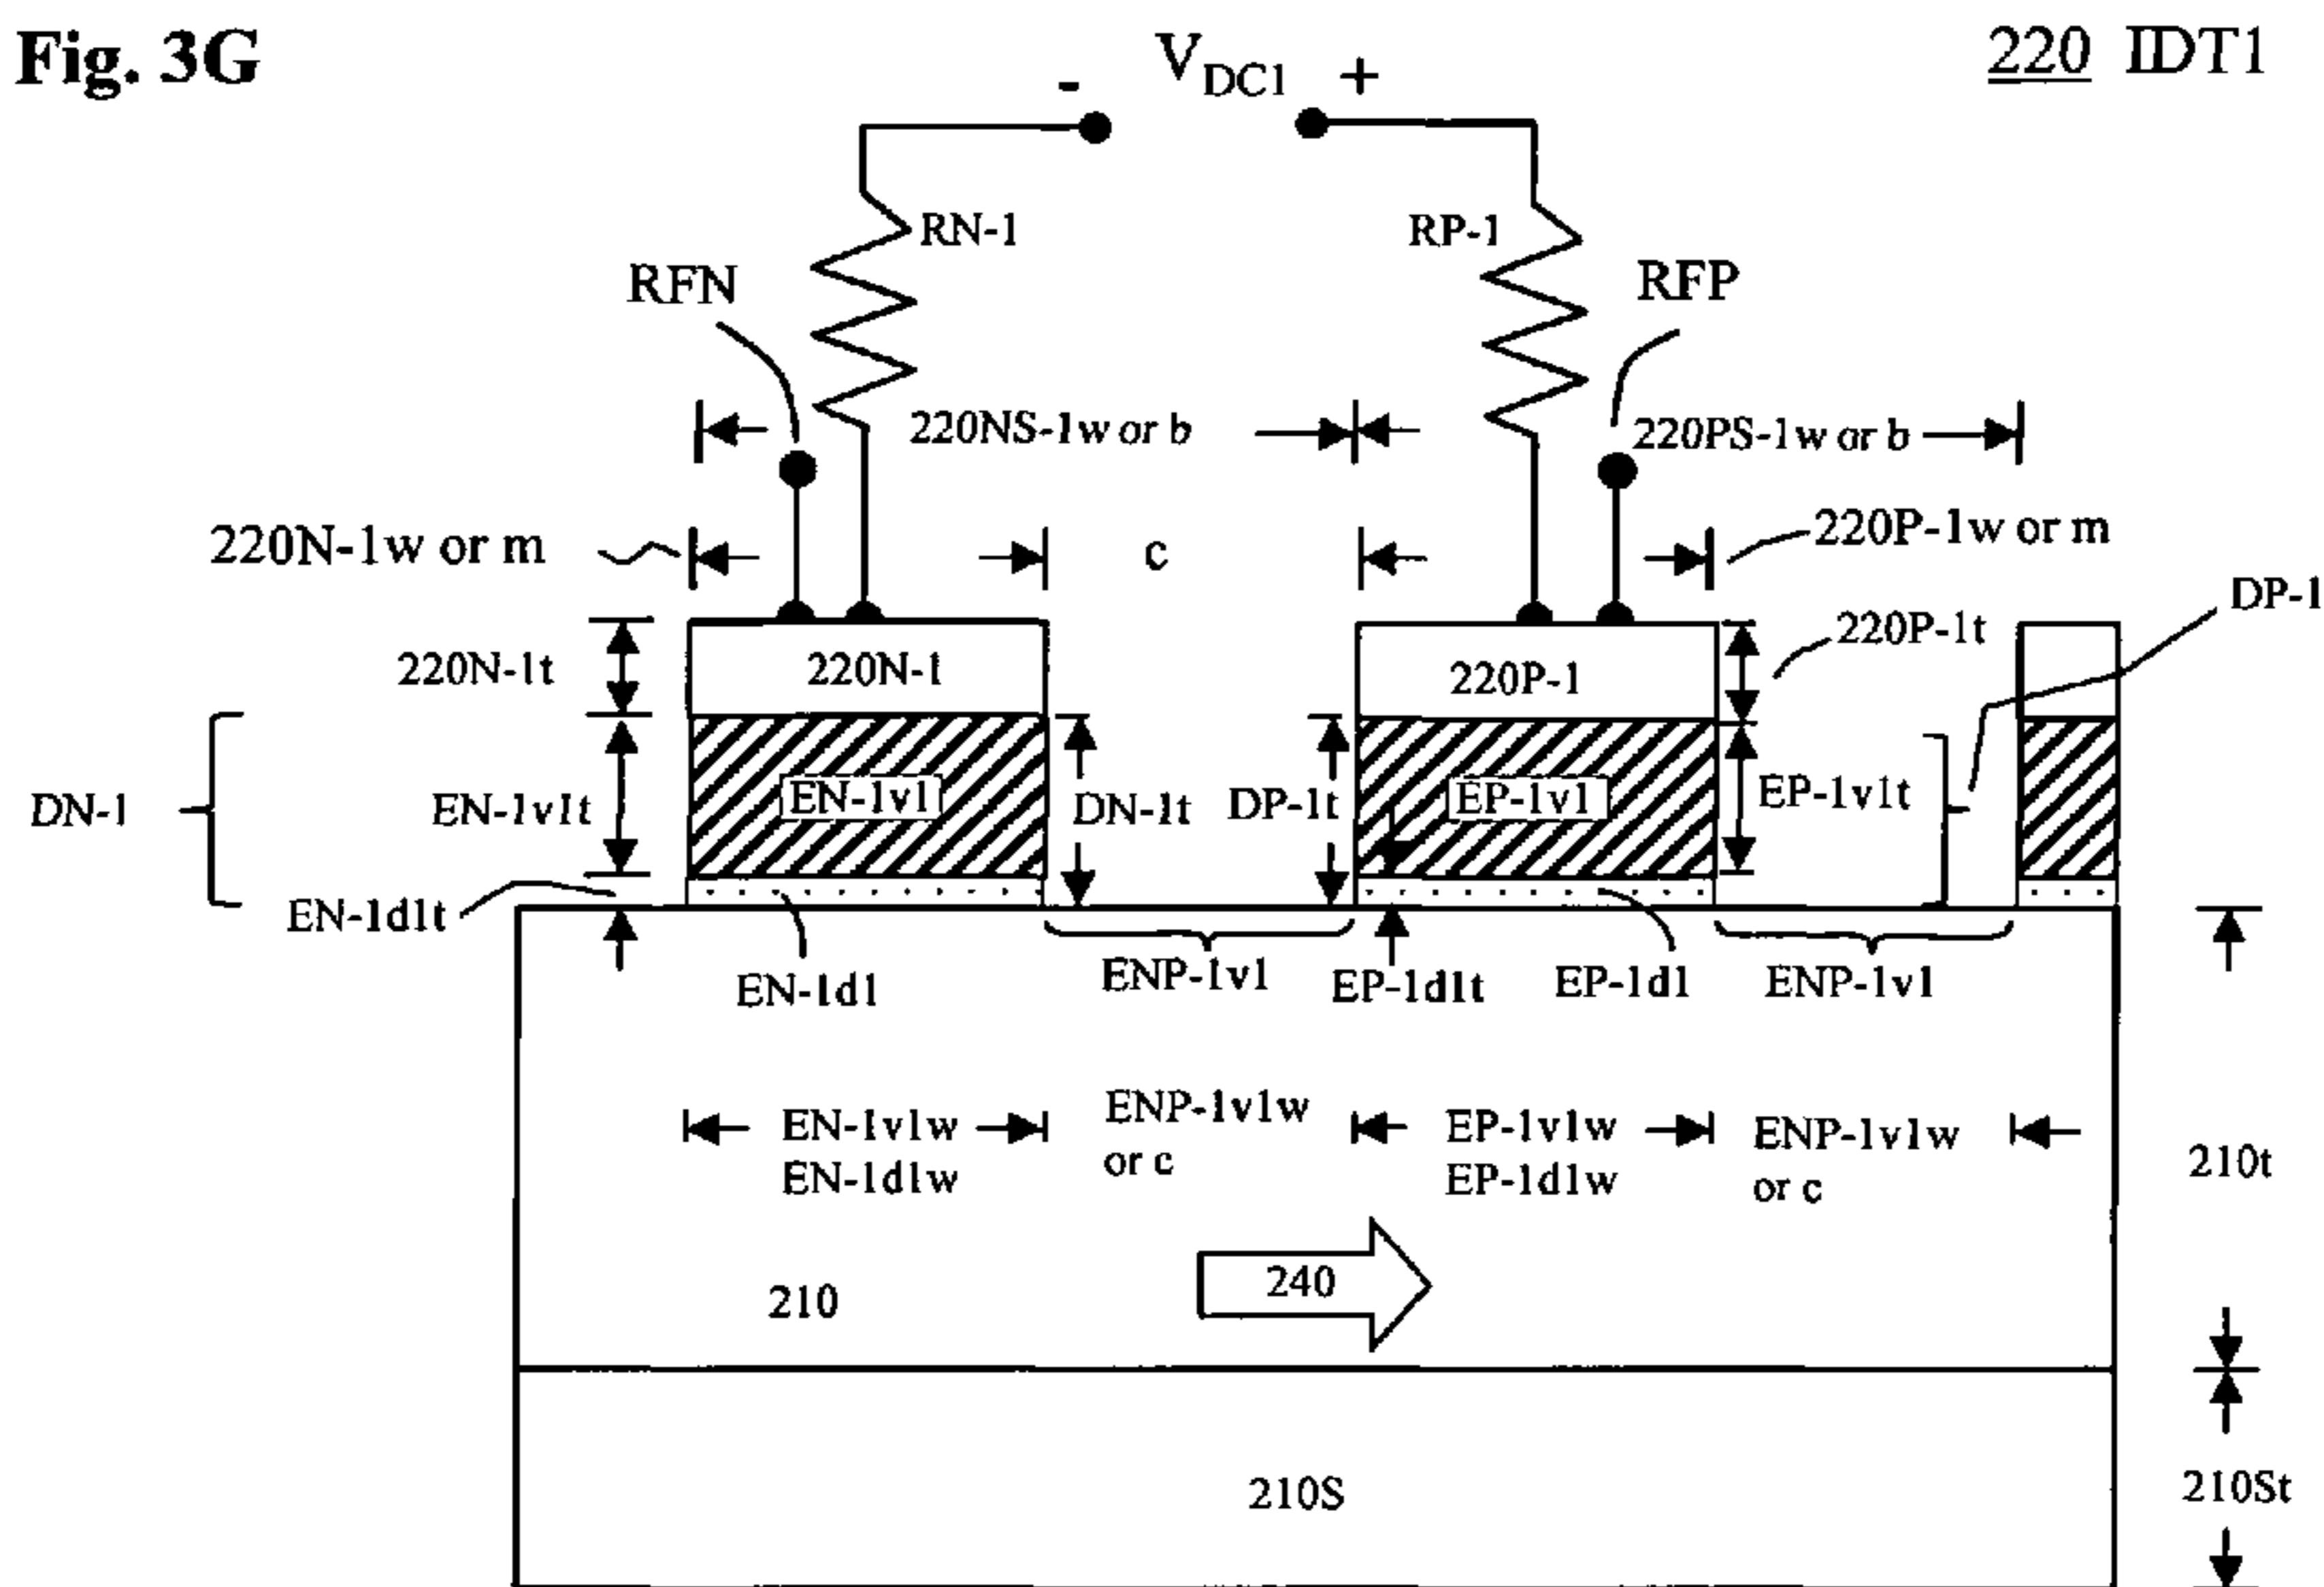 Fig. 3G
220 IDT1
- VDC1 +
RN-1
RP-1
RFN
RFP
220NS-1w or b
220PS-1w or b
220N-1w or m
c
220P-1w or m
DP-1
220N-1t
220N-1
220P-1
220P-1t
DN-1
EN-1v1t
EN-1v1
DN-1t
DP-1t
EP-1v1
EP-1v1t
EN-1d1t
EN-1d1
ENP-1v1
EP-1d1t
EP-1d1
ENP-1v1
EN-1v1w
EN-1d1w
ENP-1v1w
or c
EP-1v1w
EP-1d1w
ENP-1v1w
or c
210t
210
240
210S
210St